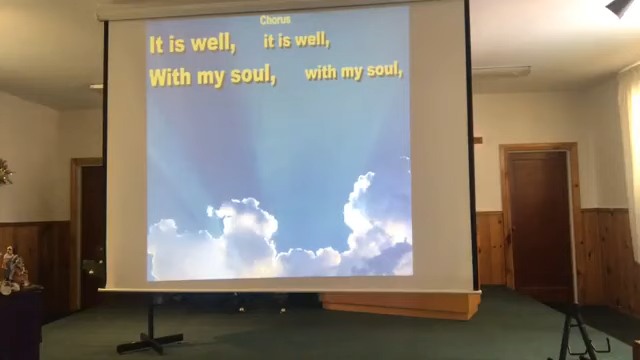 Chorus
It is well, it is well,
With my soul, with my soul,